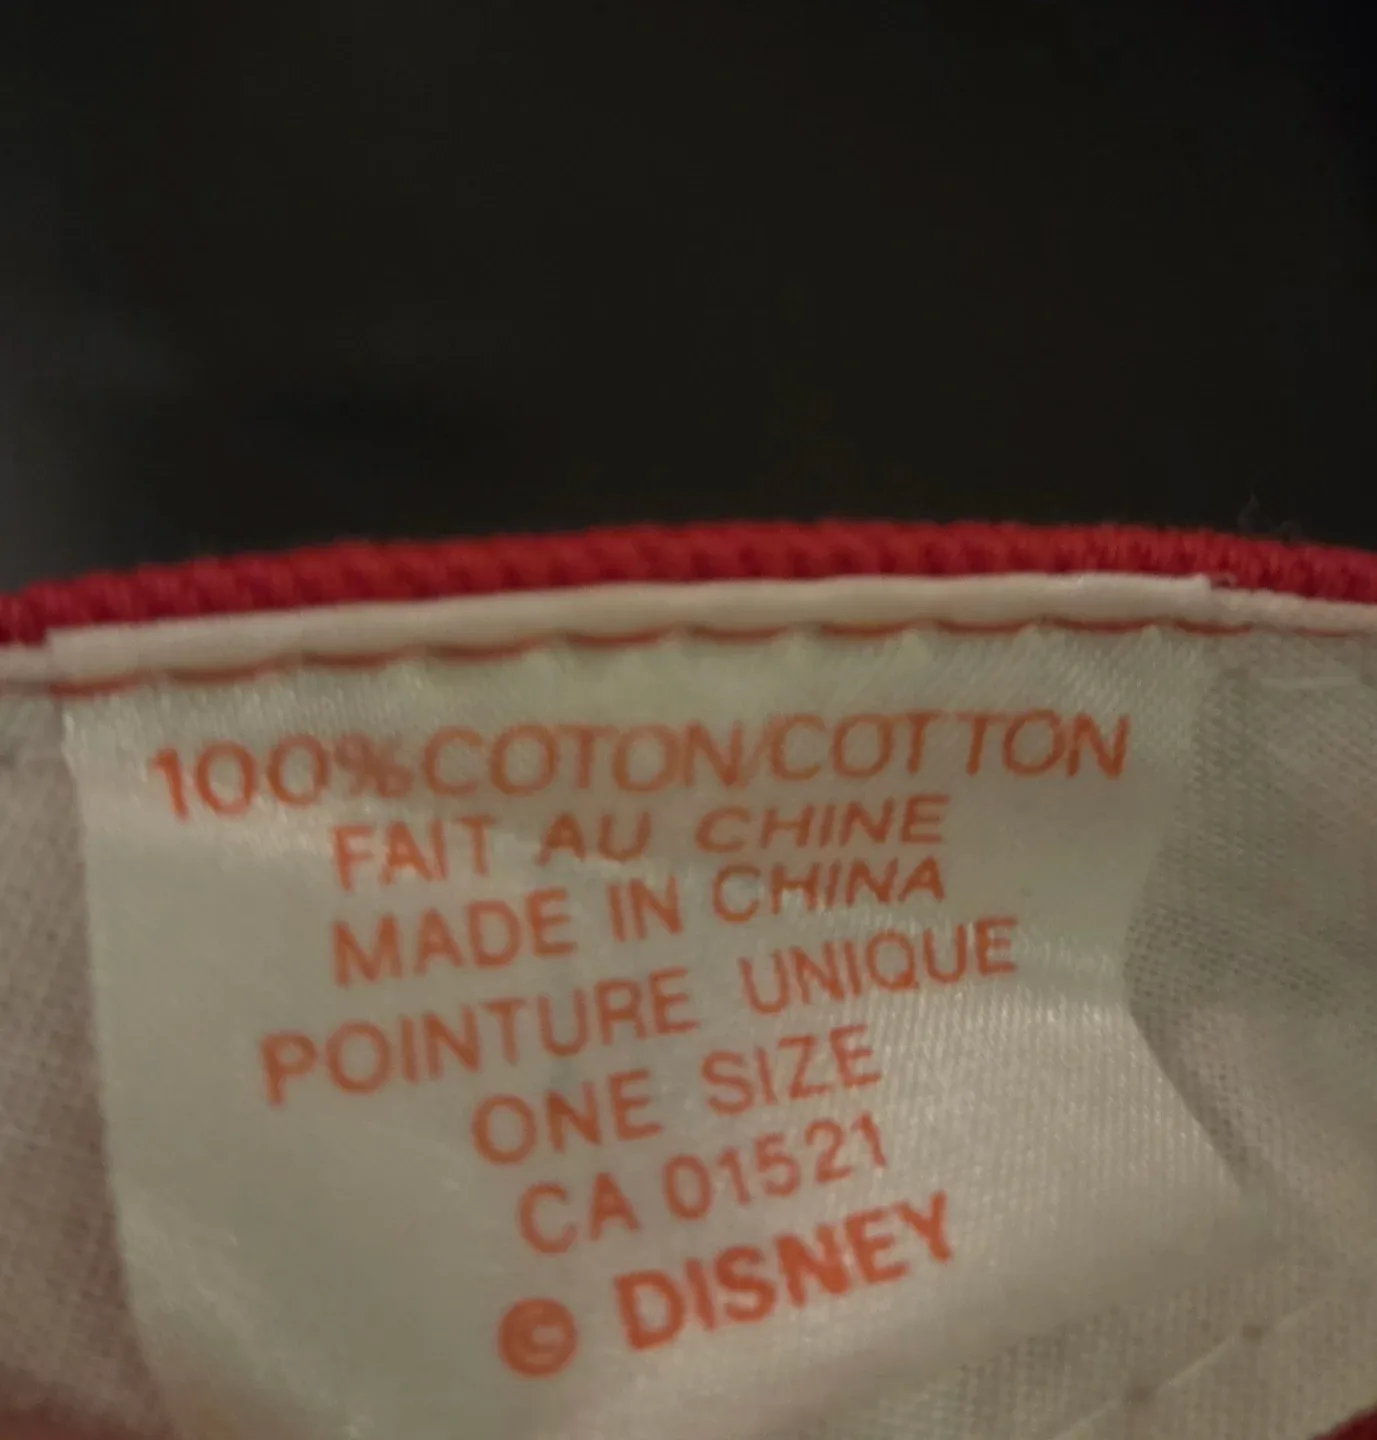 100%COTON/COTTON
FAIT AU CHINE
MADE IN CHINA
POINTURE UNIQUE
ONE SIZE
CA 01521
© DISNEY